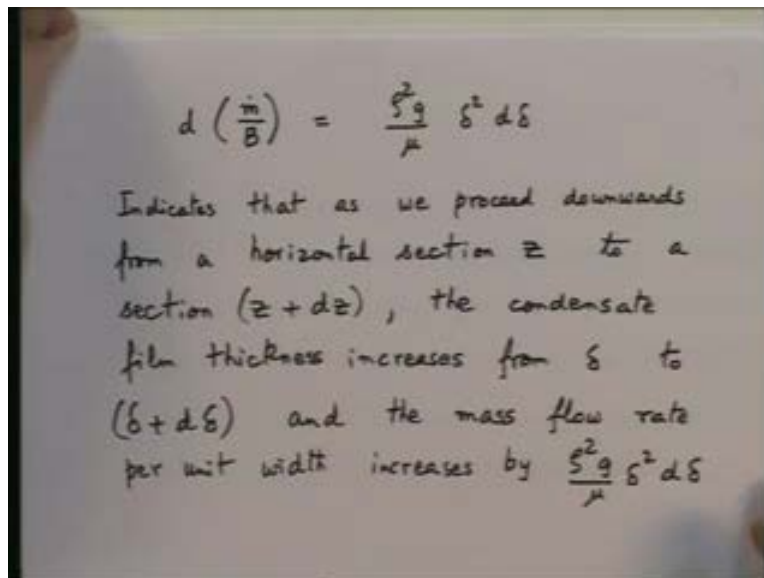 d (ṁ/B) = ρ²g/μ δ² dδ
Indicates that as we proceed downwards
from a horizontal section z to a
section (z + dz), the condensate
film thickness increases from δ to
(δ + dδ) and the mass flow rate
per unit width increases by ρ²g/μ δ² dδ